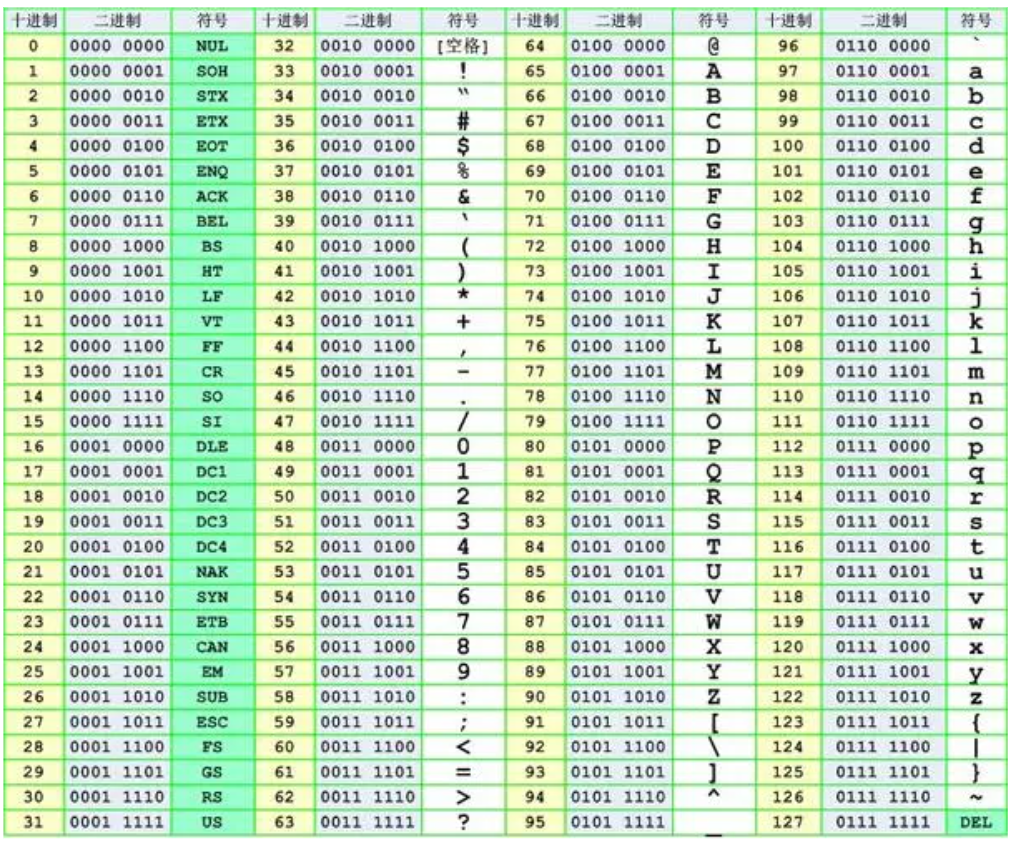 十进制 二进制 符号 十进制 二进制 符号 十进制 二进制 符号 十进制 二进制 符号
0 0000 0000 NUL 32 0010 0000 [空格] 64 0100 0000 @ 96 0110 0000 `
1 0000 0001 SOH 33 0010 0001 ! 65 0100 0001 A 97 0110 0001 a
2 0000 0010 STX 34 0010 0010 " 66 0100 0010 B 98 0110 0010 b
3 0000 0011 ETX 35 0010 0011 # 67 0100 0011 C 99 0110 0011 c
4 0000 0100 EOT 36 0010 0100 $ 68 0100 0100 D 100 0110 0100 d
5 0000 0101 ENQ 37 0010 0101 % 69 0100 0101 E 101 0110 0101 e
6 0000 0110 ACK 38 0010 0110 & 70 0100 0110 F 102 0110 0110 f
7 0000 0111 BEL 39 0010 0111 ` 71 0100 0111 G 103 0110 0111 g
8 0000 1000 BS 40 0010 1000 ( 72 0100 1000 H 104 0110 1000 h
9 0000 1001 HT 41 0010 1001 ) 73 0100 1001 I 105 0110 1001 i
10 0000 1010 LF 42 0010 1010 * 74 0100 1010 J 106 0110 1010 j
11 0000 1011 VT 43 0010 1011 + 75 0100 1011 K 107 0110 1011 k
12 0000 1100 FF 44 0010 1100 , 76 0100 1100 L 108 0110 1100 l
13 0000 1101 CR 45 0010 1101 - 77 0100 1101 M 109 0110 1101 m
14 0000 1110 SO 46 0010 1110 . 78 0100 1110 N 110 0110 1110 n
15 0000 1111 SI 47 0010 1111 / 79 0100 1111 O 111 0110 1111 o
16 0001 0000 DLE 48 0011 0000 0 80 0101 0000 P 112 0111 0000 p
17 0001 0001 DC1 49 0011 0001 1 81 0101 0001 Q 113 0111 0001 q
18 0001 0010 DC2 50 0011 0010 2 82 0101 0010 R 114 0111 0010 r
19 0001 0011 DC3 51 0011 0011 3 83 0101 0011 S 115 0111 0011 s
20 0001 0100 DC4 52 0011 0100 4 84 0101 0100 T 116 0111 0100 t
21 0001 0101 NAK 53 0011 0101 5 85 0101 0101 U 117 0111 0101 u
22 0001 0110 SYN 54 0011 0110 6 86 0101 0110 V 118 0111 0110 v
23 0001 0111 ETB 55 0011 0111 7 87 0101 0111 W 119 0111 0111 w
24 0001 1000 CAN 56 0011 1000 8 88 0101 1000 X 120 0111 1000 x
25 0001 1001 EM 57 0011 1001 9 89 0101 1001 Y 121 0111 1001 y
26 0001 1010 SUB 58 0011 1010 : 90 0101 1010 Z 122 0111 1010 z
27 0001 1011 ESC 59 0011 1011 ; 91 0101 1011 [ 123 0111 1011 {
28 0001 1100 FS 60 0011 1100 < 92 0101 1100 \ 124 0111 1100 |
29 0001 1101 GS 61 0011 1101 = 93 0101 1101 ] 125 0111 1101 }
30 0001 1110 RS 62 0011 1110 > 94 0101 1110 ^ 126 0111 1110 ~
31 0001 1111 US 63 0011 1111 ? 95 0101 1111 _ 127 0111 1111 DEL